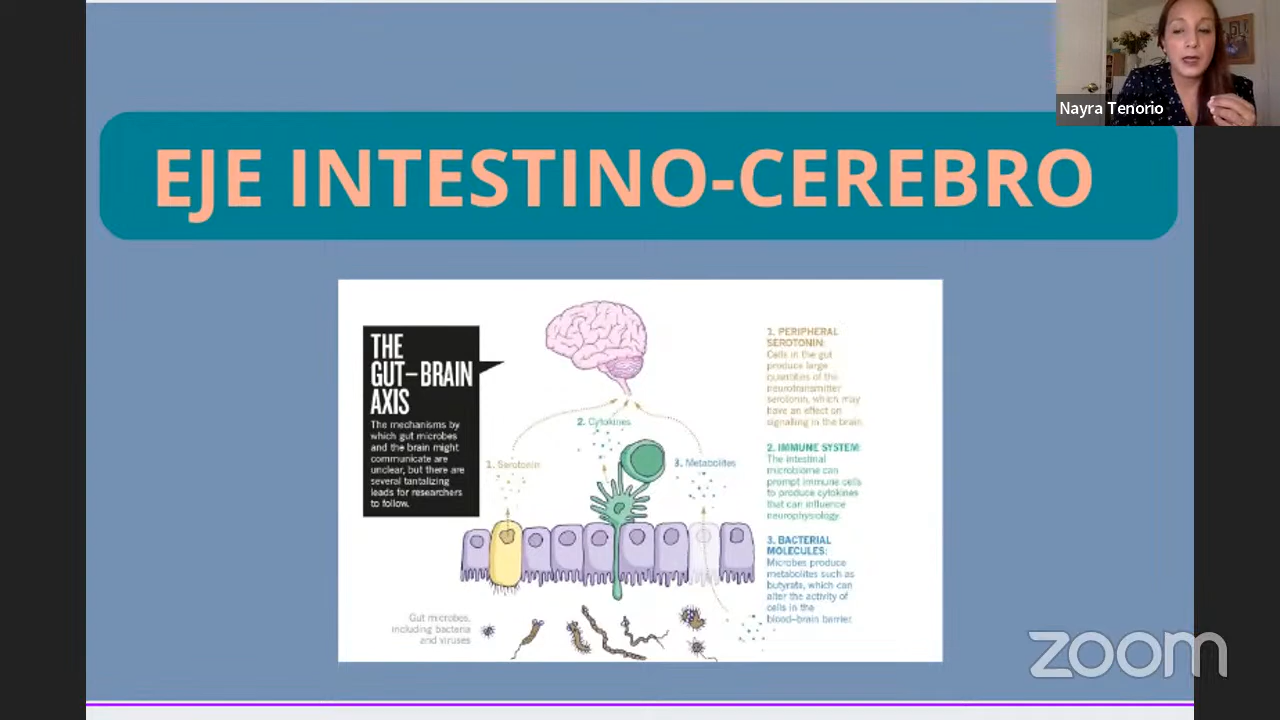 Nayra Tenorio
EJE INTESTINO-CEREBRO
THE
GUT–BRAIN
AXIS
The mechanisms by
which gut microbes
and the brain might
communicate are
unclear, but there are
several tantalizing
leads for researchers
to follow.
2. Cytokines
1. Serotonin
3. Metabolites
Gut microbes,
including bacteria
and viruses
1. PERIPHERAL
SEROTONIN:
Cells in the gut
produce large
quantities of the
neurotransmitter
serotonin, which may
have an effect on
signalling in the brain.
2. IMMUNE SYSTEM:
The intestinal
microbiome can
prompt immune cells
to produce cytokines
that can influence
neurophysiology.
3. BACTERIAL
MOLECULES:
Microbes produce
metabolites such as
butyrate, which can
alter the activity of
cells in the
blood–brain barrier.
zoom